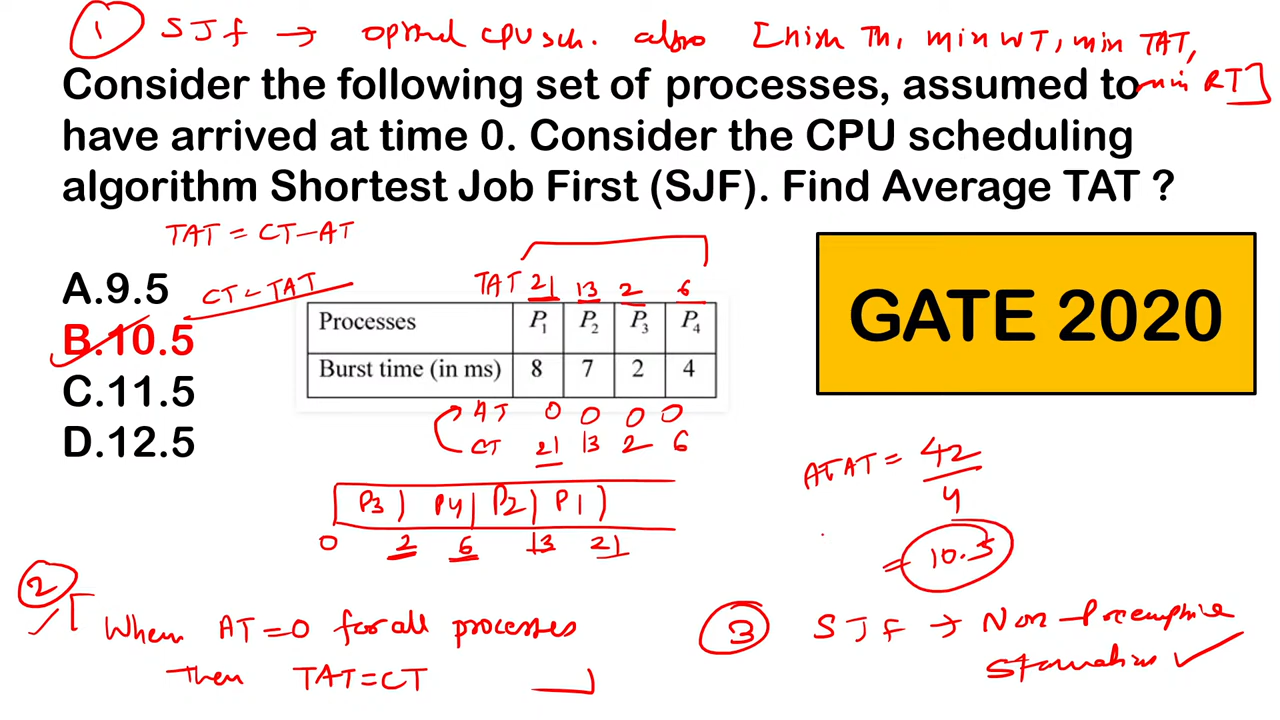 ① SJf → optimal cpu sch. also [high Th, min WT, min TAT,
min RT]
Consider the following set of processes, assumed to
have arrived at time 0. Consider the CPU scheduling
algorithm Shortest Job First (SJF). Find Average TAT ?
TAT = CT-AT
A.9.5
CT = TAT
B.10.5
C.11.5
D.12.5
TAT 21 13 2 6
Processes P1 P2 P3 P4
Burst time (in ms) 8 7 2 4
AT 0 0 0 0
CT 21 13 2 6
GATE 2020
P3 P4 P2 P1
0 2 6 13 21
ATAT = 42
4
= 10.5
② When AT=0 for all processes
Then TAT=CT
③ SJF → Non-Preemptive
Starvation ✓